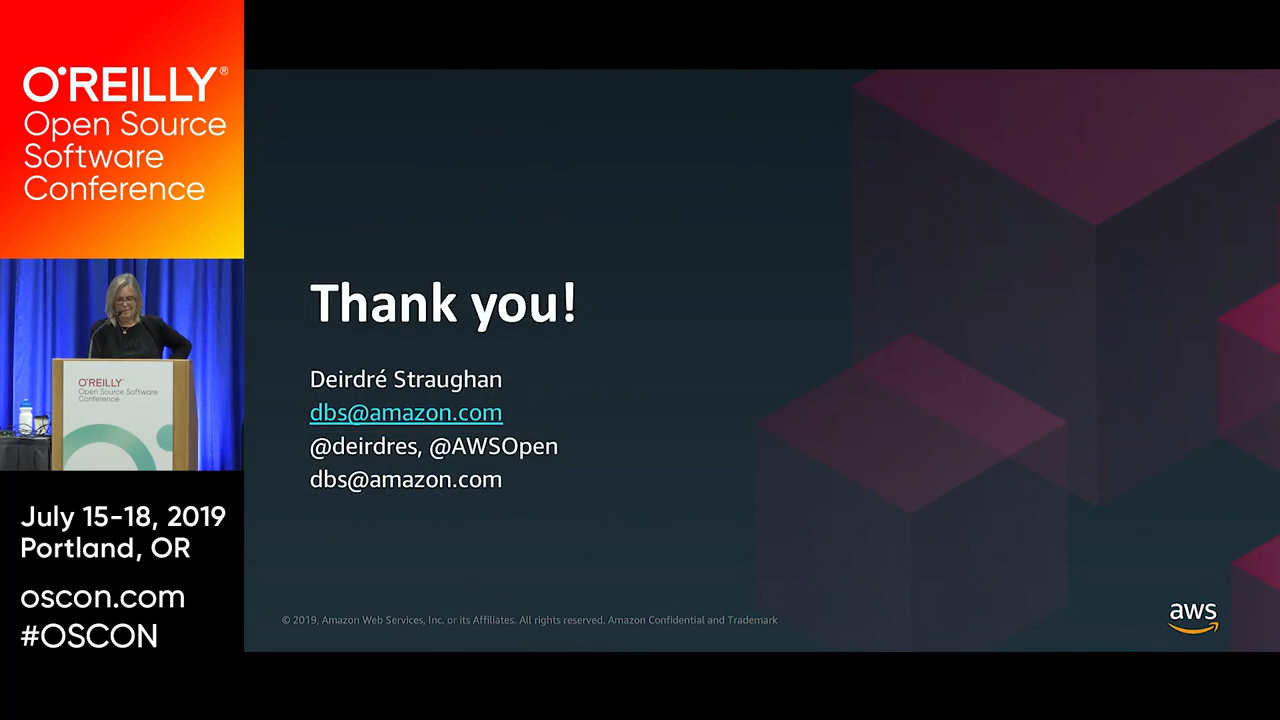 O'REILLY®
Open Source
Software
Conference
O'REILLY
Open Source Software
Conference
July 15-18, 2019
Portland, OR
oscon.com
#OSCON
Thank you!
Deirdré Straughan
dbs@amazon.com
@deirdres, @AWSOpen
dbs@amazon.com
© 2019, Amazon Web Services, Inc. or its Affiliates. All rights reserved. Amazon Confidential and Trademark
aws